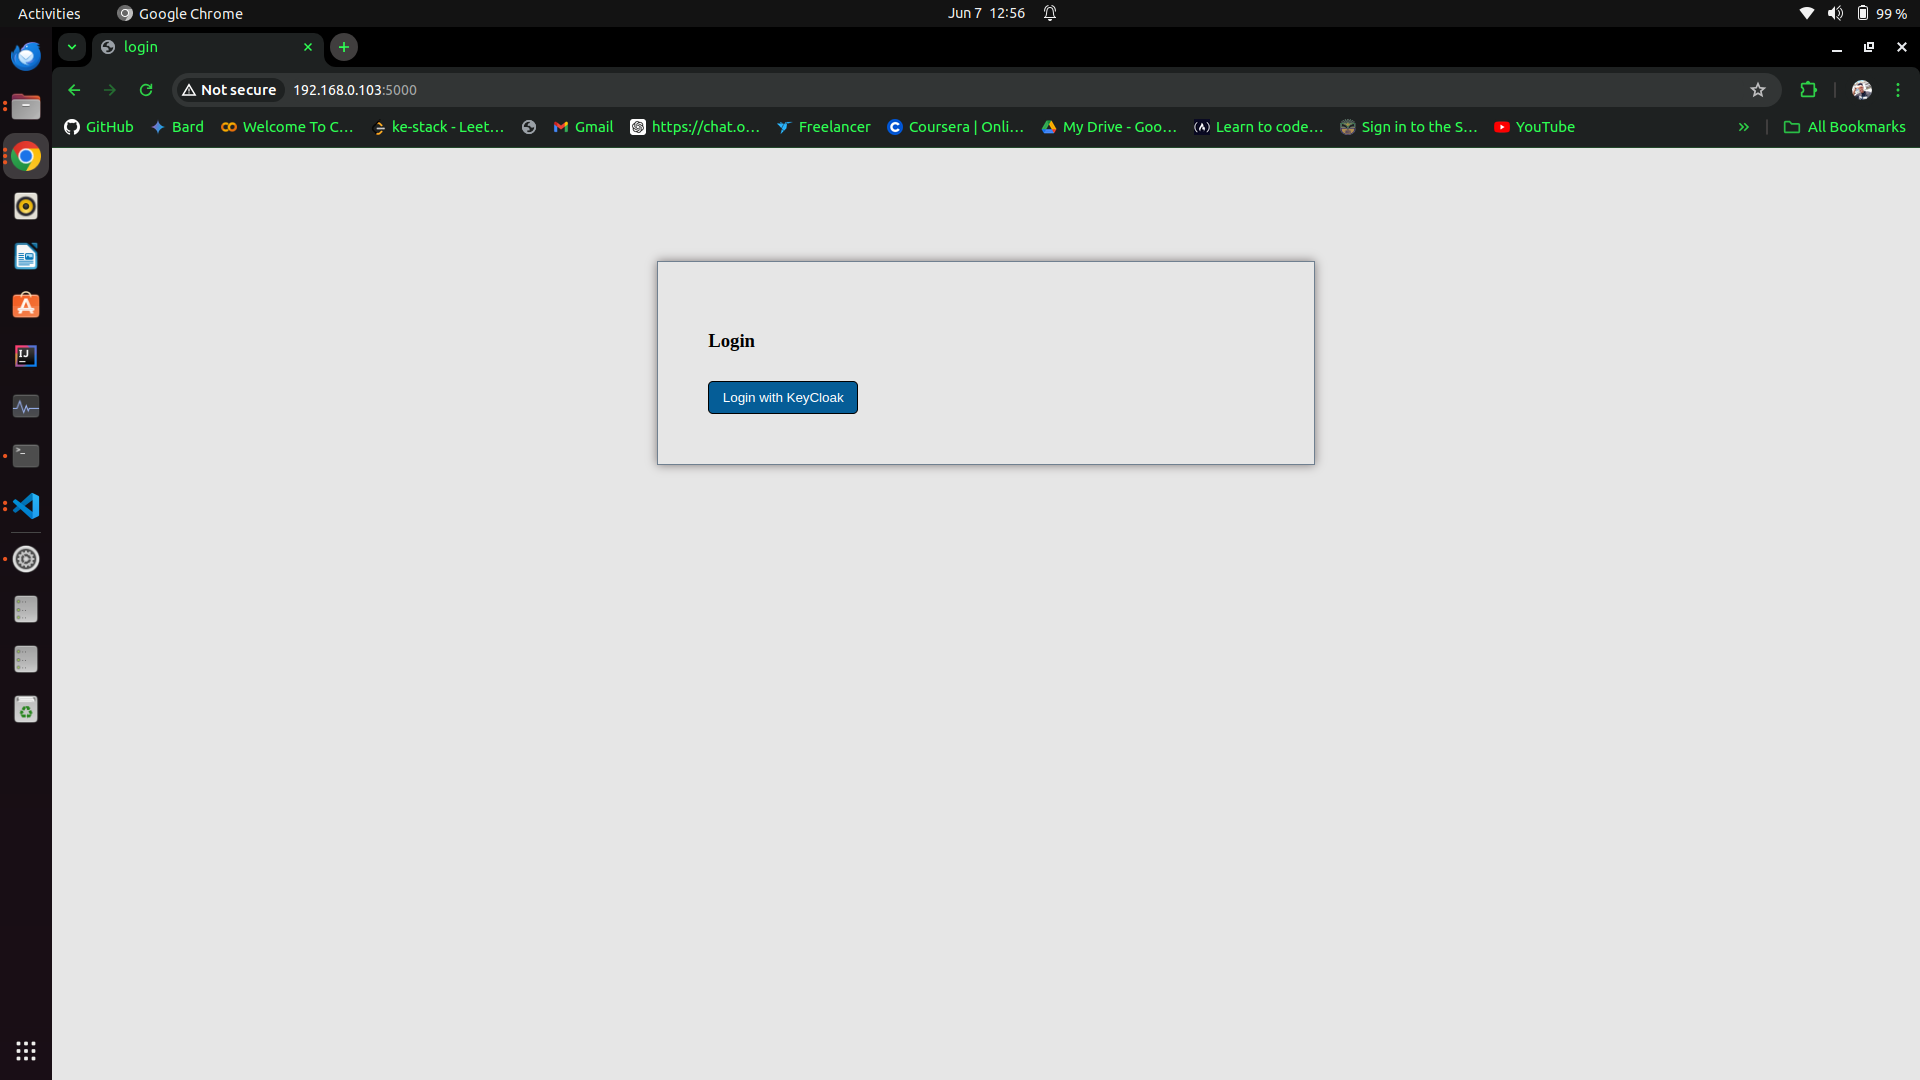 Activities Google Chrome Jun 7 12:56 99 %
login
Not secure 192.168.0.103:5000
GitHub Bard Welcome To C… ke-stack - Leet… Gmail https://chat.o… Freelancer Coursera | Onli… My Drive - Goo… Learn to code… Sign in to the S… YouTube » All Bookmarks
Login
Login with KeyCloak